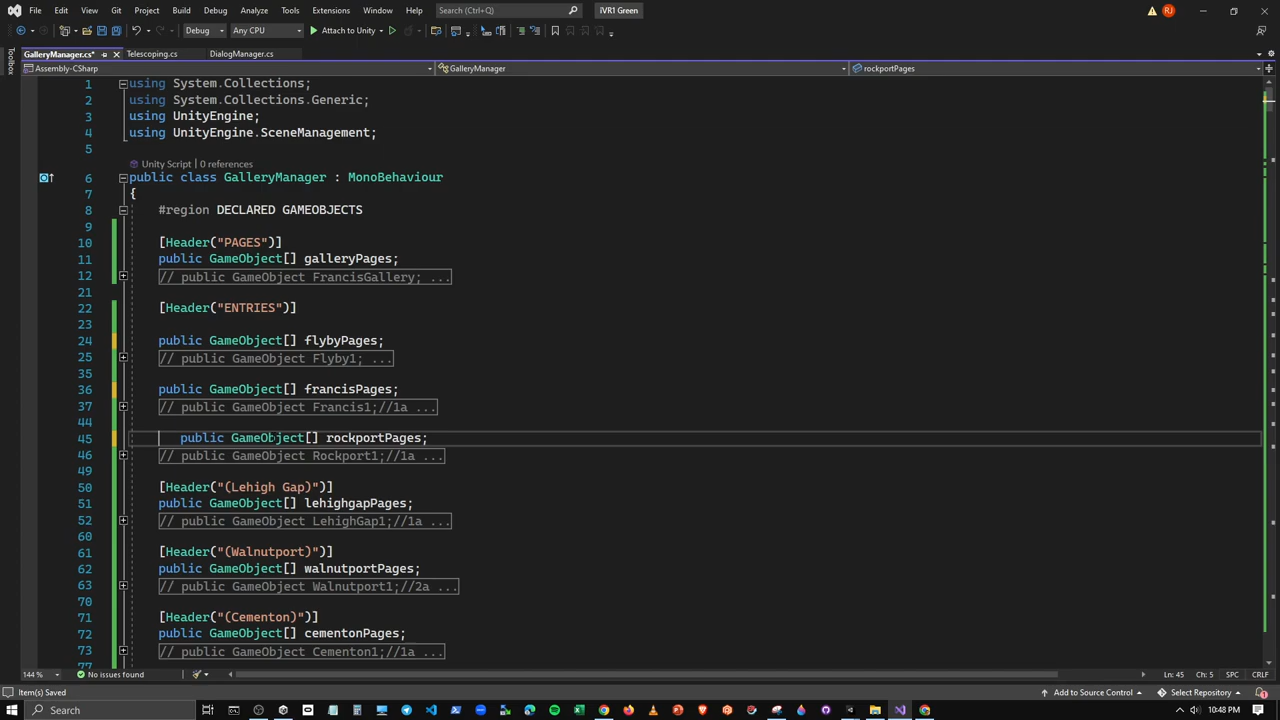 File Edit View Git Project Build Debug Analyze Tools Extensions Window Help Search (Ctrl+Q) iVR1 Green RJ
Debug Any CPU Attach to Unity
GalleryManager.cs* Telescoping.cs DialogManager.cs
Toolbox
Assembly-CSharp GalleryManager rockportPages
1 using System.Collections;
2 using System.Collections.Generic;
3 using UnityEngine;
4 using UnityEngine.SceneManagement;
5
Unity Script | 0 references
6 public class GalleryManager : MonoBehaviour
7 {
8 #region DECLARED GAMEOBJECTS
9
10 [Header("PAGES")]
11 public GameObject[] galleryPages;
12 // public GameObject FrancisGallery; ...
21
22 [Header("ENTRIES")]
23
24 public GameObject[] flybyPages;
25 // public GameObject Flyby1; ...
35
36 public GameObject[] francisPages;
37 // public GameObject Francis1;//1a ...
44
45 public GameObject[] rockportPages;
46 // public GameObject Rockport1;//1a ...
49
50 [Header("(Lehigh Gap)")]
51 public GameObject[] lehighgapPages;
52 // public GameObject LehighGap1;//1a ...
60
61 [Header("(Walnutport)")]
62 public GameObject[] walnutportPages;
63 // public GameObject Walnutport1;//2a ...
70
71 [Header("(Cementon)")]
72 public GameObject[] cementonPages;
73 // public GameObject Cementon1;//1a ...
77
144 % No issues found Ln: 45 Ch: 5 SPC CRLF
Item(s) Saved Add to Source Control Select Repository 1
Search 10:48 PM